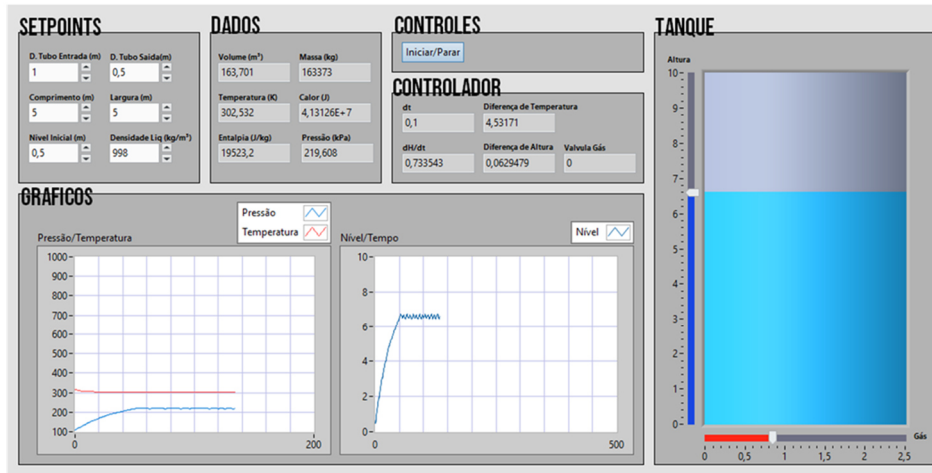 SETPOINTS
D. Tubo Entrada (m) D. Tubo Saida(m)
1 0,5
Comprimento (m) Largura (m)
5 5
Nivel Inicial (m) Densidade Liq (kg/m³)
0,5 998
DADOS
Volume (m³) Massa (kg)
163,701 163373
Temperatura (K) Calor (J)
302,532 4,13126E+7
Entalpia (J/kg) Pressão (kPa)
19523,2 219,608
CONTROLES
Iniciar/Parar
CONTROLADOR
dt Diferença de Temperatura
0,1 4,53171
dH/dt Diferença de Altura Valvula Gás
0,733543 0,0629479 0
GRAFICOS
Pressão
Temperatura
Pressão/Temperatura
1000
900
800
700
600
500
400
300
200
100
0 200
Nível
Nível/Tempo
10
8
6
4
2
0
0 500
TANQUE
Altura
10
9
8
7
6
5
4
3
2
1
0
Gás
0 0,5 1 1,5 2 2,5